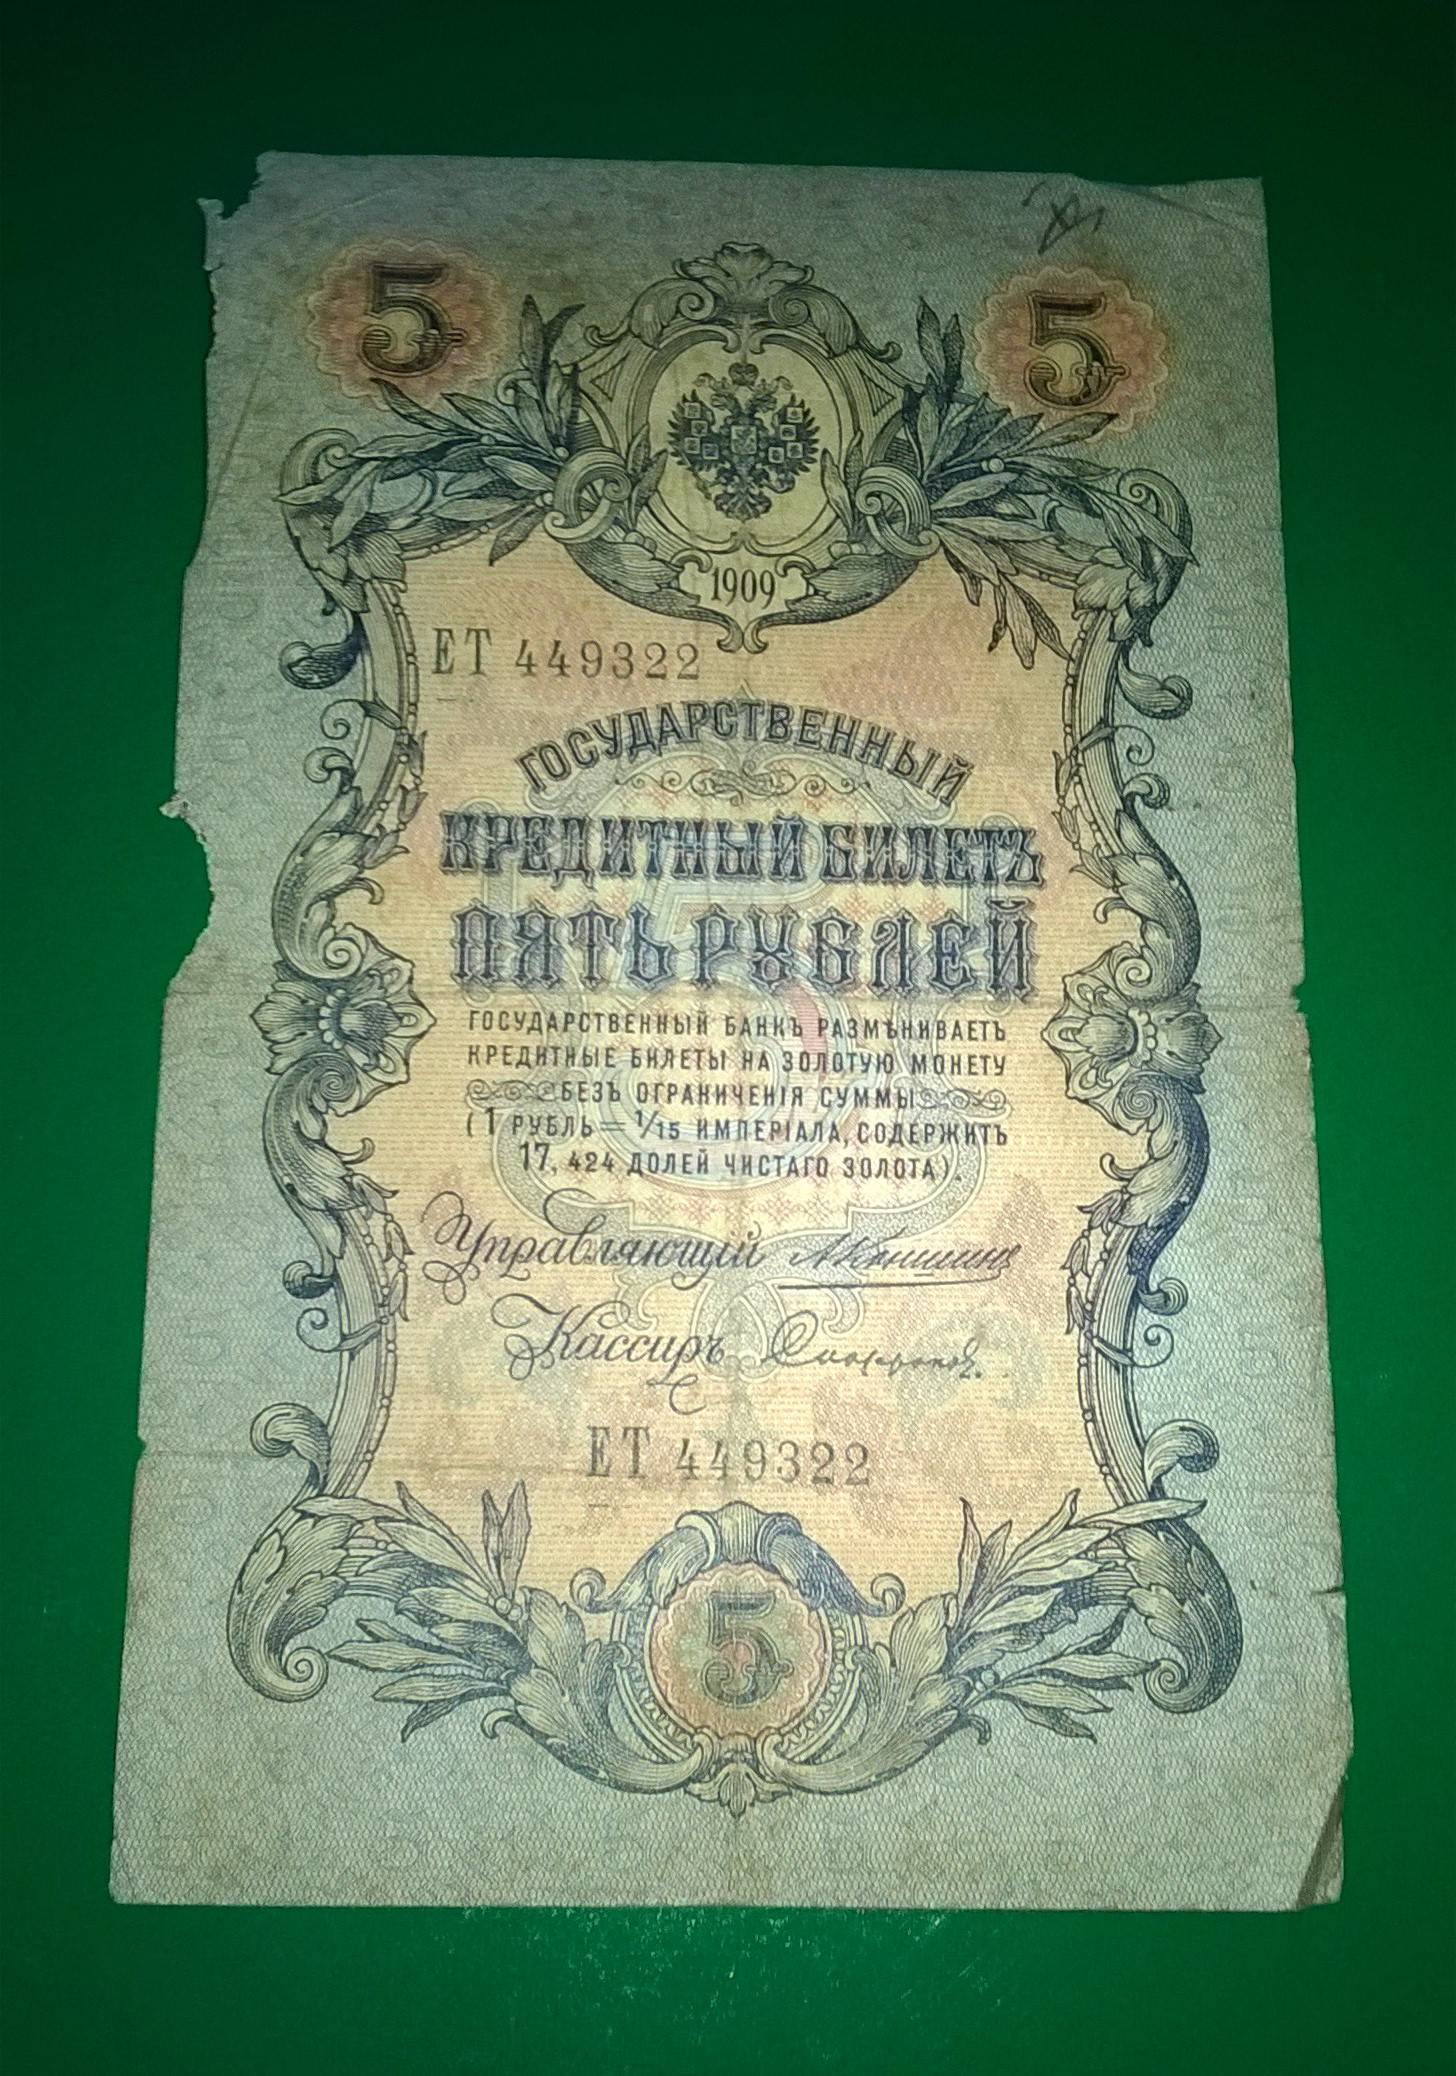 5 5
1909
ЕТ 449322
ГОСУДАРСТВЕННЫЙ
КРЕДИТНЫЙ БИЛЕТЪ
ПЯТЬ РУБЛЕЙ
ГОСУДАРСТВЕННЫЙ БАНКЪ РАЗМѢНИВАЕТЪ
КРЕДИТНЫЕ БИЛЕТЫ НА ЗОЛОТУЮ МОНЕТУ
БЕЗЪ ОГРАНИЧЕНІЯ СУММЫ
(1 РУБЛЬ = 1/15 ИМПЕРІАЛА, СОДЕРЖИТЪ
17, 424 ДОЛЕЙ ЧИСТАГО ЗОЛОТА).
Управляющій АКоншинъ
Кассиръ
ЕТ 449322
5